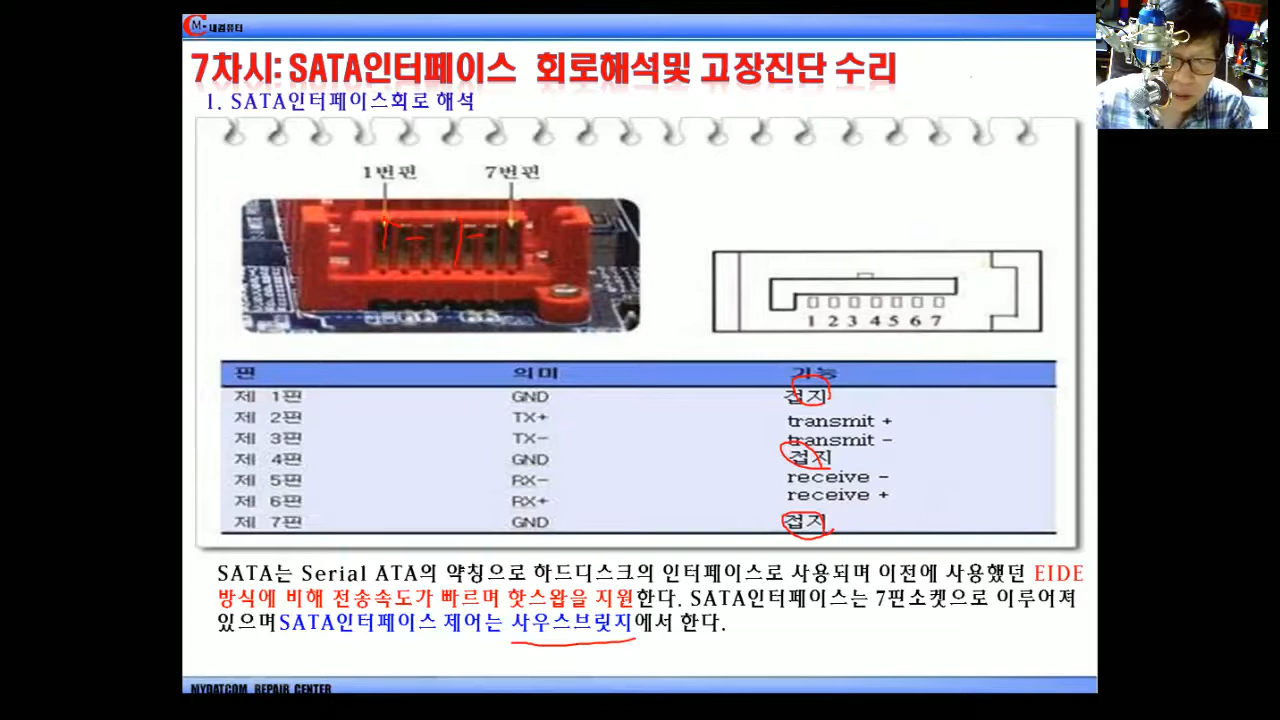 CM-내컴퓨터
7차시: SATA인터페이스 회로해석및 고장진단 수리
1. SATA인터페이스회로 해석
1번핀 7번핀
1 2 3 4 5 6 7
핀 의미 기능
제 1핀 GND 접지
제 2핀 TX+ transmit +
제 3핀 TX- transmit -
제 4핀 GND 접지
제 5핀 RX- receive -
제 6핀 RX+ receive +
제 7핀 GND 접지
SATA는 Serial ATA의 약칭으로 하드디스크의 인터페이스로 사용되며 이전에 사용했던 EIDE
방식에 비해 전송속도가 빠르며 핫스왑을 지원한다. SATA인터페이스는 7핀소켓으로 이루어져
있으며SATA인터페이스 제어는 사우스브릿지에서 한다.
MYDATCOM REPAIR CENTER